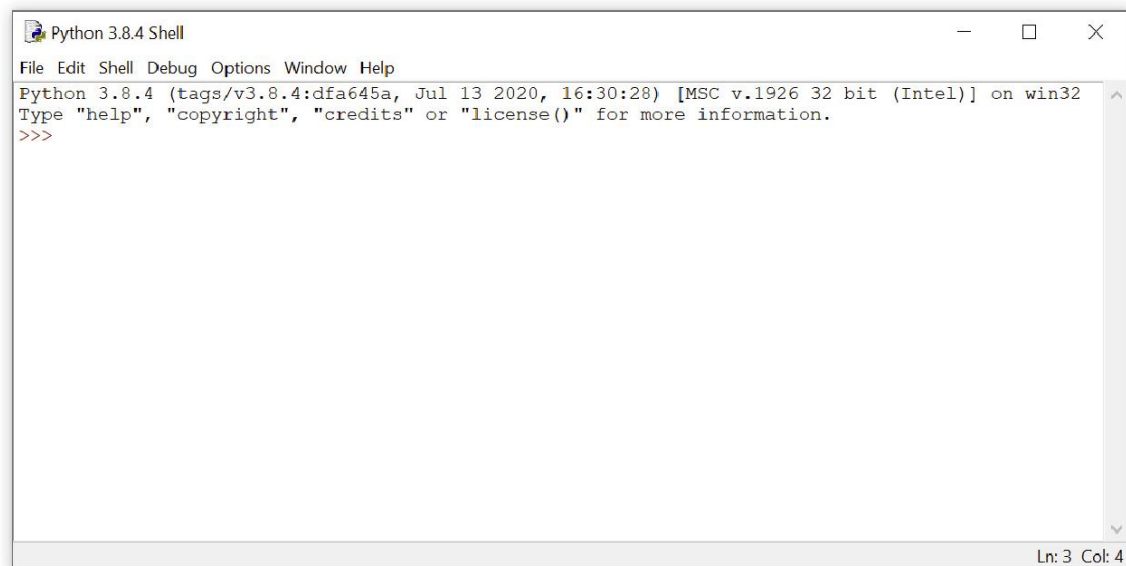 Python 3.8.4 Shell
File Edit Shell Debug Options Window Help
Python 3.8.4 (tags/v3.8.4:dfa645a, Jul 13 2020, 16:30:28) [MSC v.1926 32 bit (Intel)] on win32
Type "help", "copyright", "credits" or "license()" for more information.
>>>
Ln: 3 Col: 4